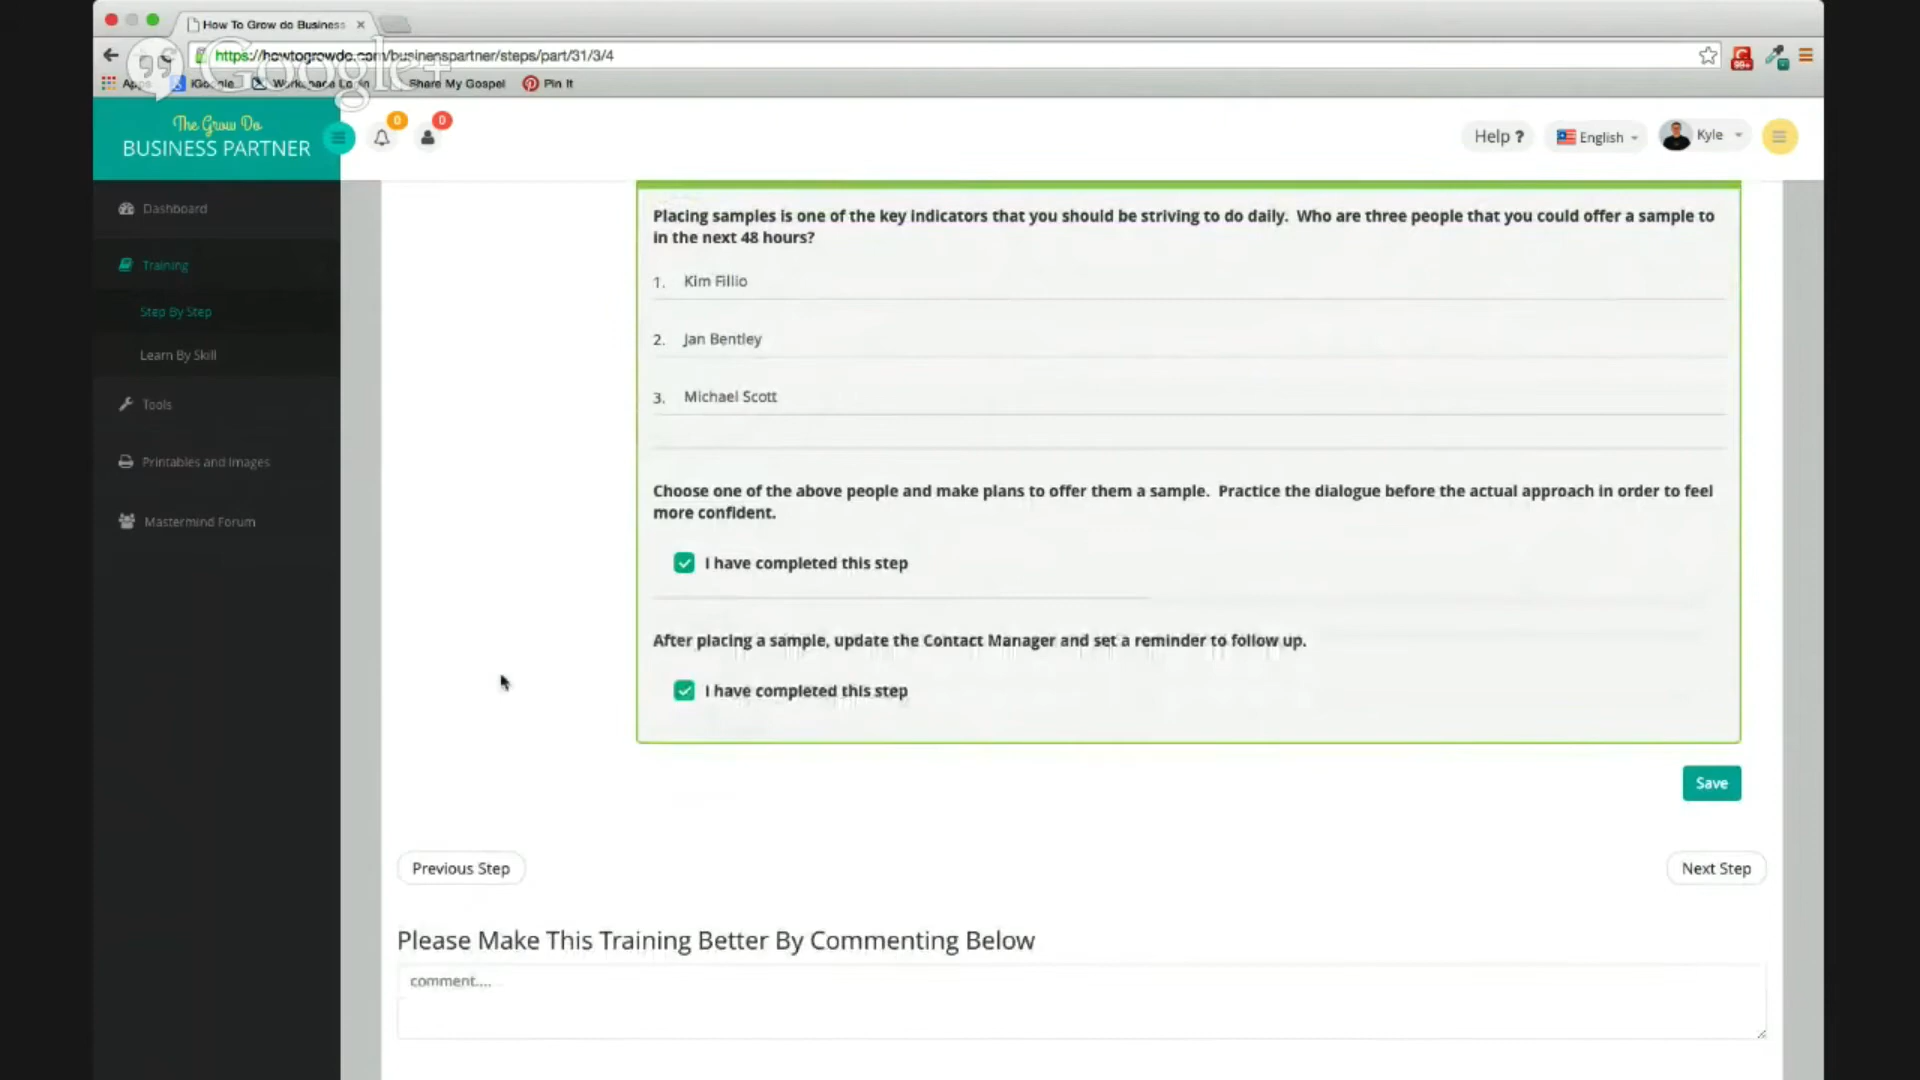 How To Grow do Business
https://howtogrowdo.com/businesspartner/steps/part/31/3/4
Google+
Apps
iGoogle
Workspace Login
Share My Gospel
Pin It
The Grow Do
BUSINESS PARTNER
0
0
Help ?
English
Kyle
Dashboard
Training
Step By Step
Learn By Skill
Tools
Printables and Images
Mastermind Forum
Placing samples is one of the key indicators that you should be striving to do daily. Who are three people that you could offer a sample to
in the next 48 hours?
1. Kim Fillio
2. Jan Bentley
3. Michael Scott
Choose one of the above people and make plans to offer them a sample. Practice the dialogue before the actual approach in order to feel
more confident.
I have completed this step
After placing a sample, update the Contact Manager and set a reminder to follow up.
I have completed this step
Save
Previous Step
Next Step
Please Make This Training Better By Commenting Below
comment....